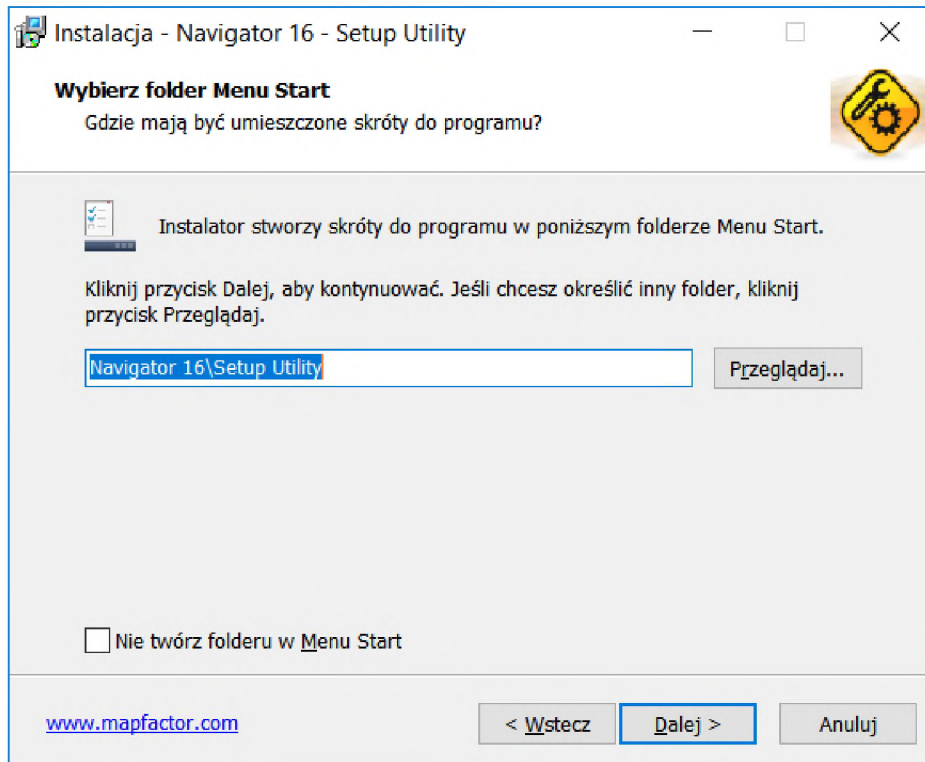 Instalacja - Navigator 16 - Setup Utility
Wybierz folder Menu Start
Gdzie mają być umieszczone skróty do programu?
Instalator stworzy skróty do programu w poniższym folderze Menu Start.
Kliknij przycisk Dalej, aby kontynuować. Jeśli chcesz określić inny folder, kliknij
przycisk Przeglądaj.
Navigator 16\Setup Utility
Przeglądaj...
Nie twórz folderu w Menu Start
www.mapfactor.com
< Wstecz
Dalej >
Anuluj